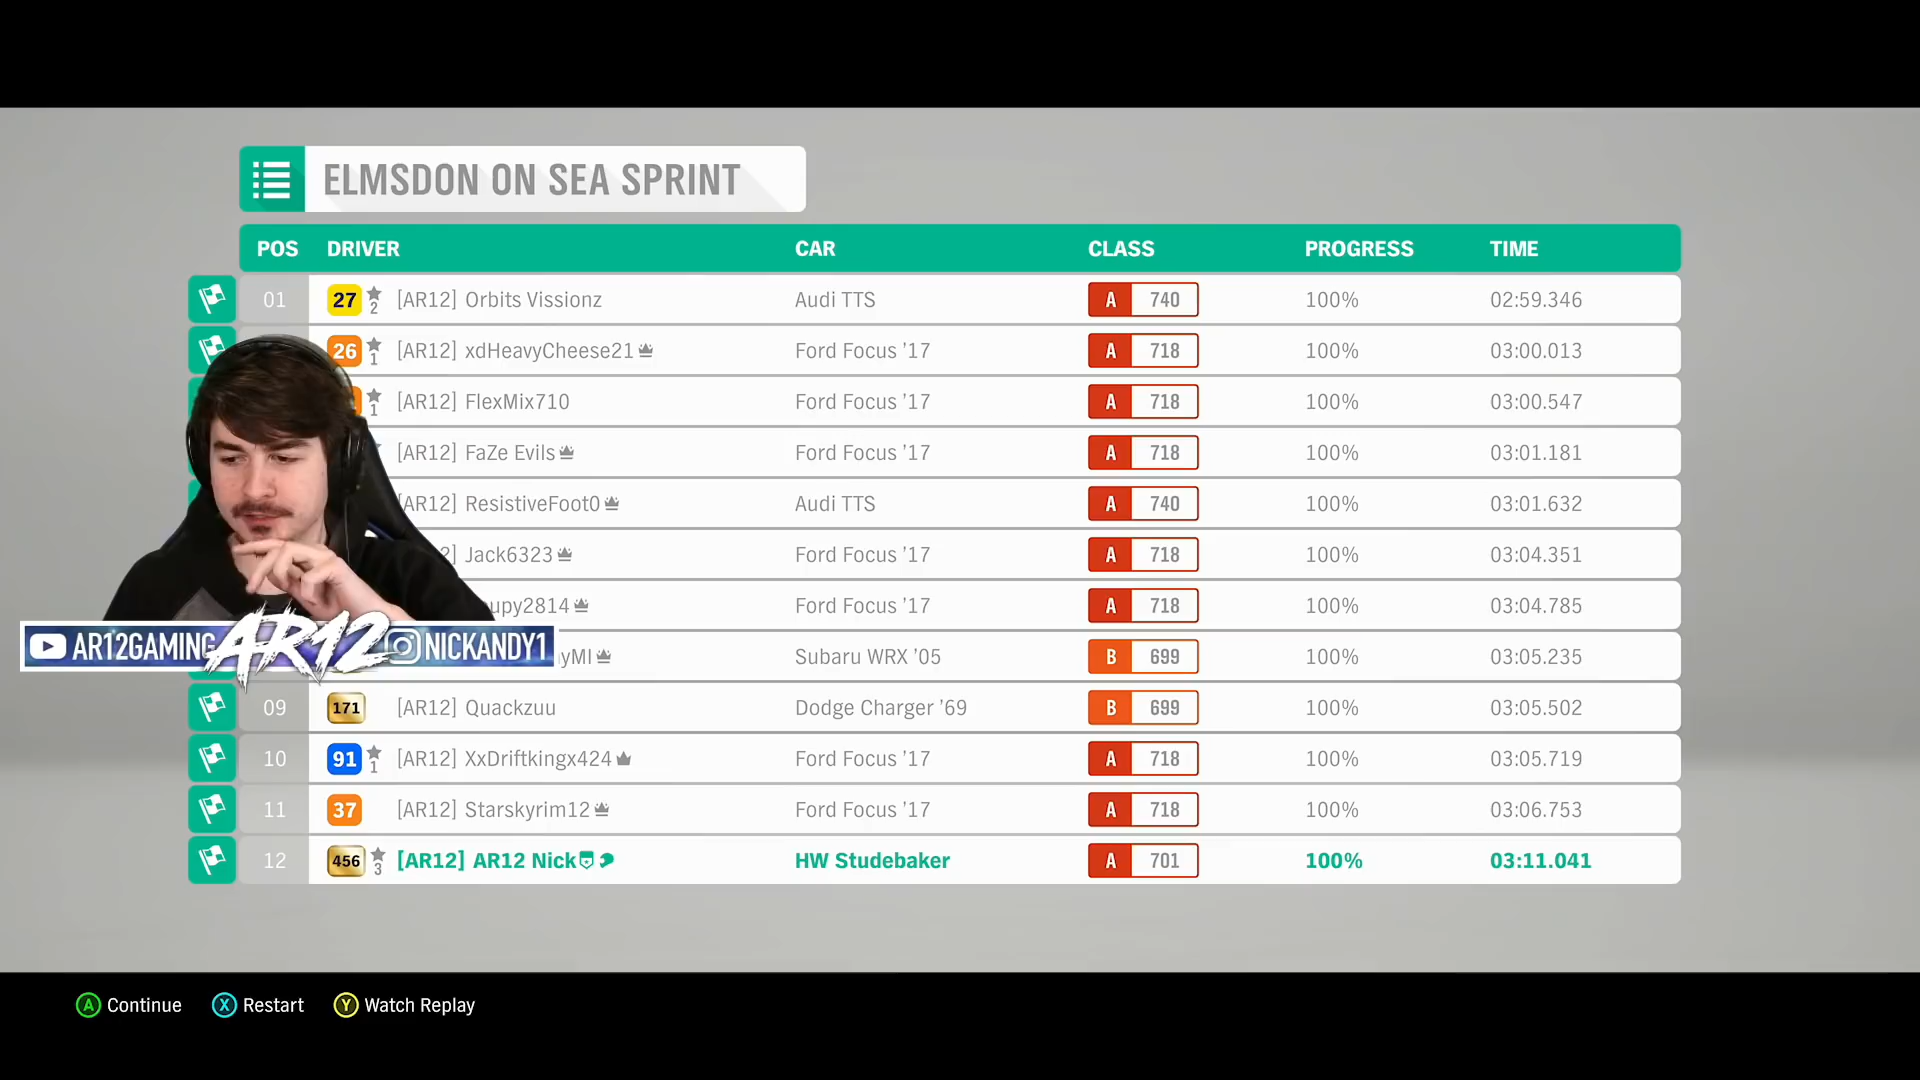 ELMSDON ON SEA SPRINT
POS DRIVER CAR CLASS PROGRESS TIME
01 27 2 [AR12] Orbits Vissionz Audi TTS A 740 100% 02:59.346
26 1 [AR12] xdHeavyCheese21 Ford Focus '17 A 718 100% 03:00.013
1 [AR12] FlexMix710 Ford Focus '17 A 718 100% 03:00.547
[AR12] FaZe Evils Ford Focus '17 A 718 100% 03:01.181
[AR12] ResistiveFoot0 Audi TTS A 740 100% 03:01.632
2] Jack6323 Ford Focus '17 A 718 100% 03:04.351
upy2814 Ford Focus '17 A 718 100% 03:04.785
yMI Subaru WRX '05 B 699 100% 03:05.235
AR12GAMING AR12 NICKANDY1
09 171 [AR12] Quackzuu Dodge Charger '69 B 699 100% 03:05.502
10 91 1 [AR12] XxDriftkingx424 Ford Focus '17 A 718 100% 03:05.719
11 37 [AR12] Starskyrim12 Ford Focus '17 A 718 100% 03:06.753
12 456 3 [AR12] AR12 Nick HW Studebaker A 701 100% 03:11.041
A Continue X Restart Y Watch Replay